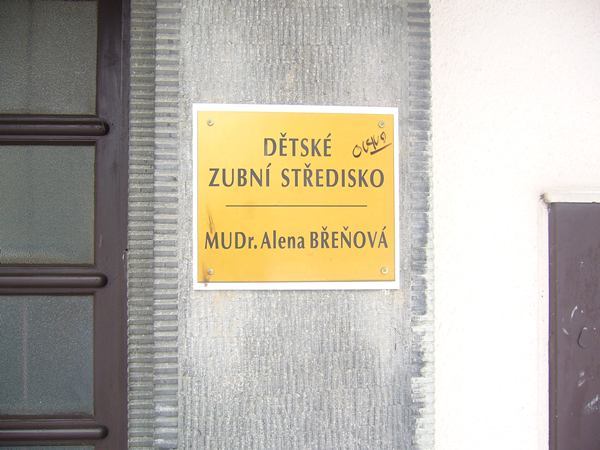 DĚTSKÉ
ZUBNÍ STŘEDISKO
MUDr. Alena BŘEŇOVÁ